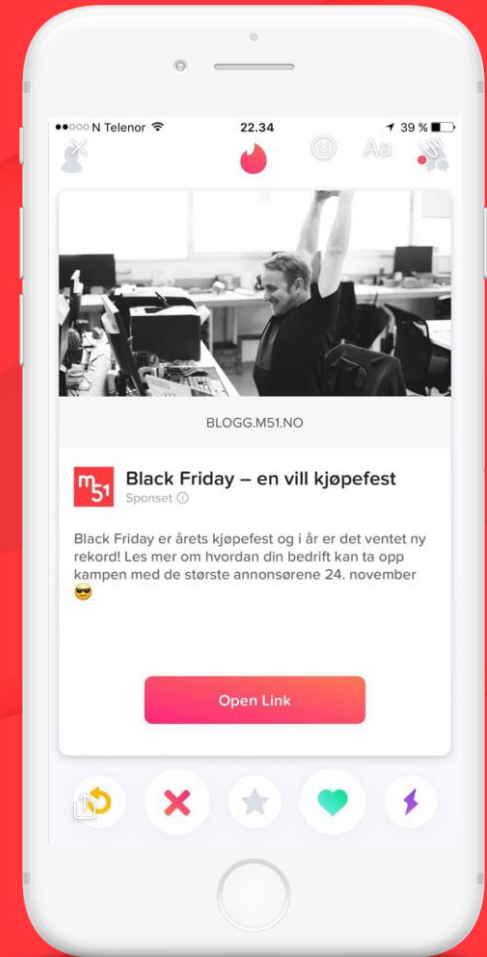 N Telenor 22.34 39 %
Aa
BLOGG.M51.NO
m51 Black Friday – en vill kjøpefest
Sponset
Black Friday er årets kjøpefest og i år er det ventet ny
rekord! Les mer om hvordan din bedrift kan ta opp
kampen med de største annonsørene 24. november
😎
Open Link